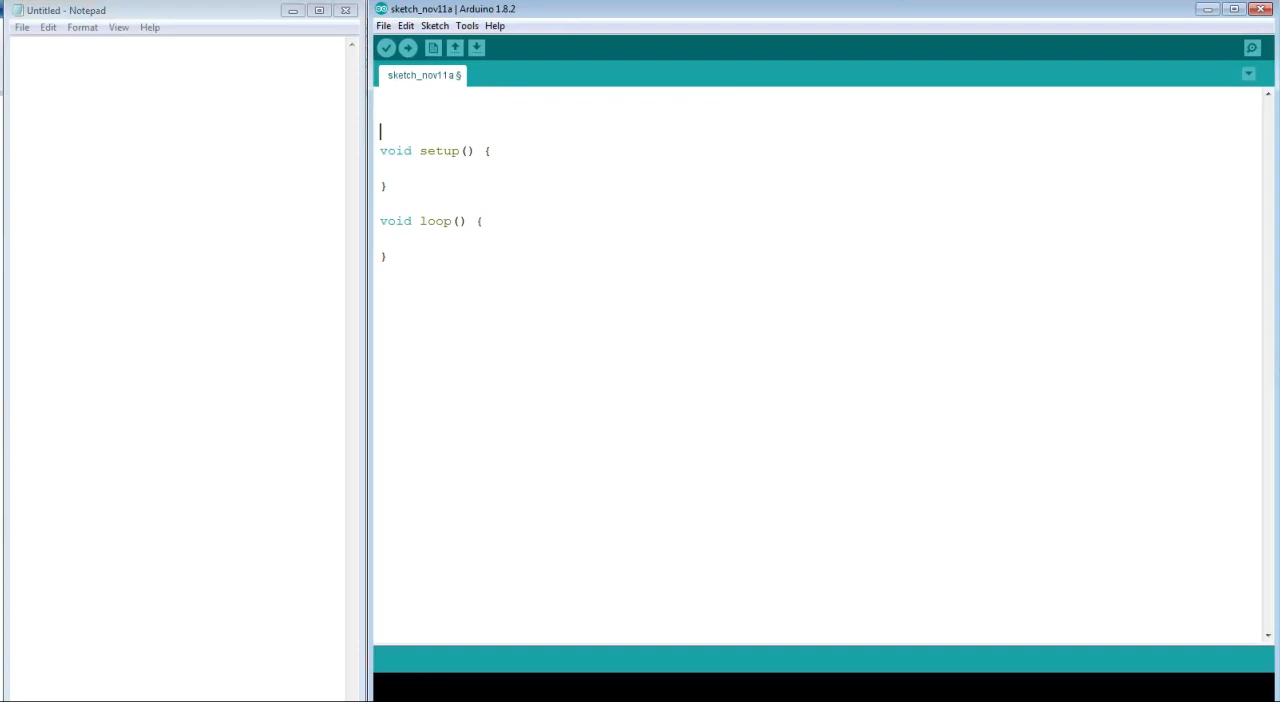 Untitled - Notepad
File Edit Format View Help
sketch_nov11a | Arduino 1.8.2
File Edit Sketch Tools Help
sketch_nov11a §
void setup() {
}
void loop() {
}